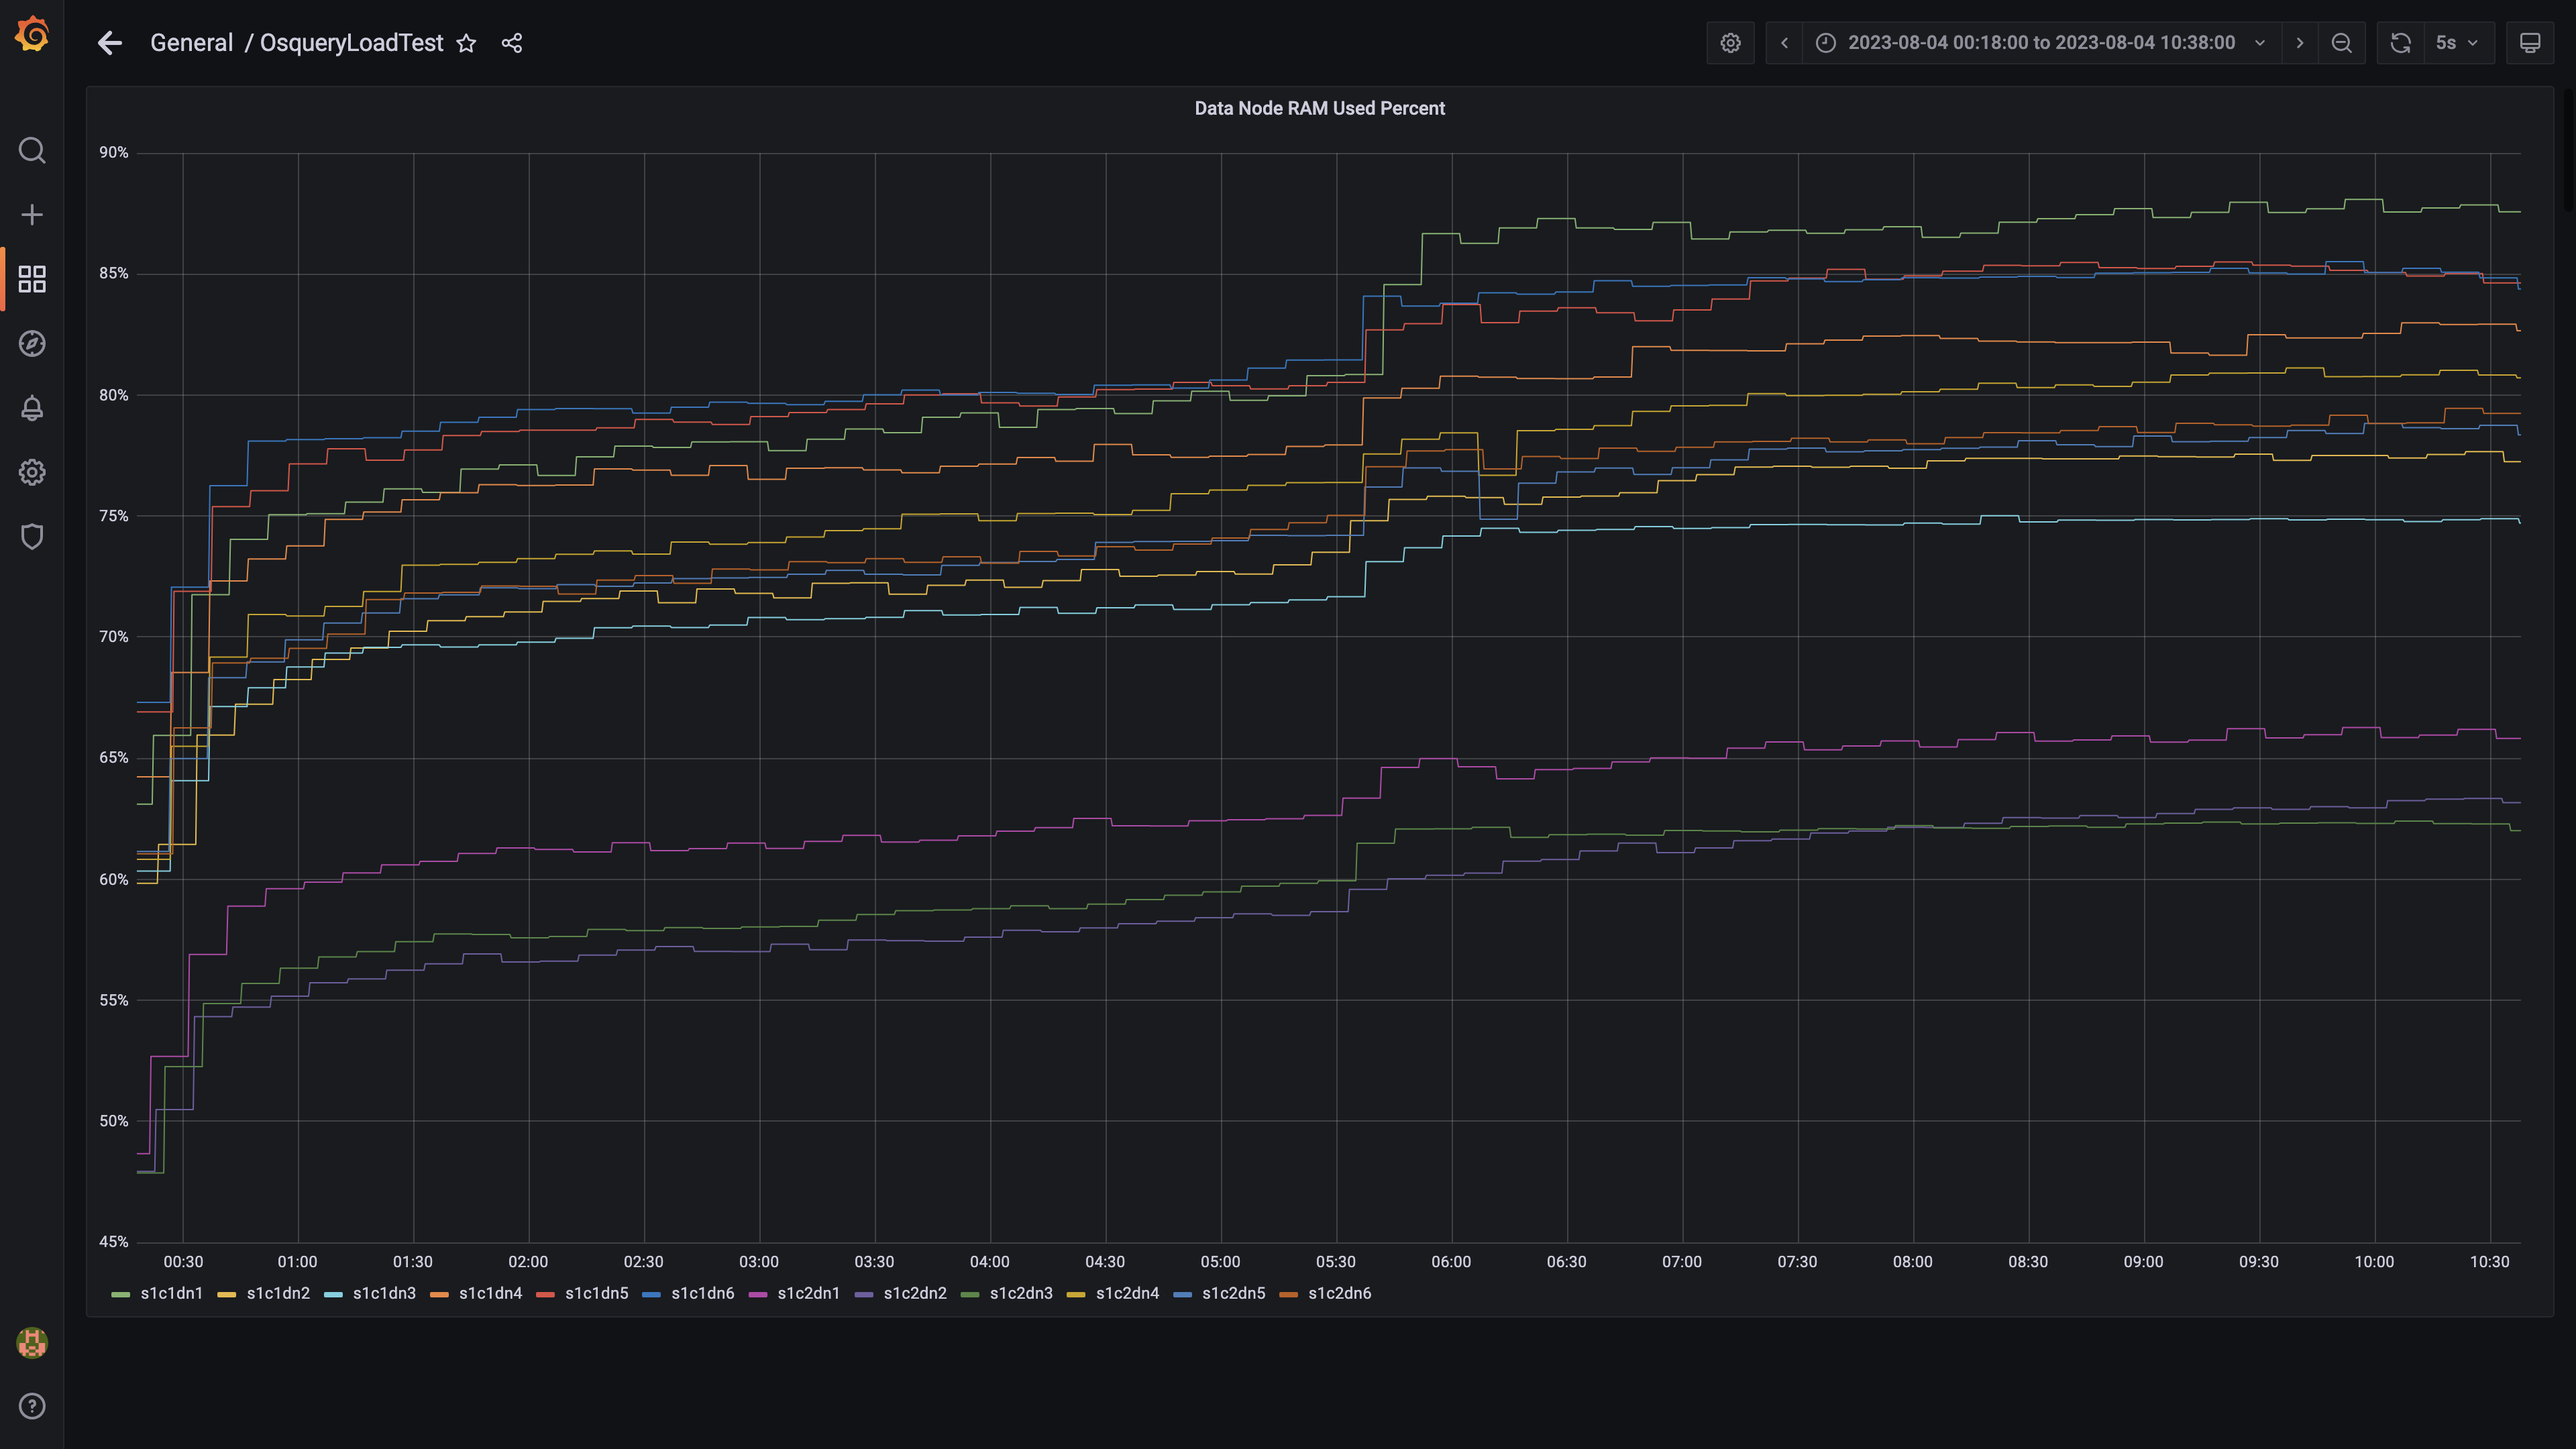 General / OsqueryLoadTest
2023-08-04 00:18:00 to 2023-08-04 10:38:00
5s
Data Node RAM Used Percent
90%
85%
80%
75%
70%
65%
60%
55%
50%
45%
00:30 01:00 01:30 02:00 02:30 03:00 03:30 04:00 04:30 05:00 05:30 06:00 06:30 07:00 07:30 08:00 08:30 09:00 09:30 10:00 10:30
s1c1dn1 s1c1dn2 s1c1dn3 s1c1dn4 s1c1dn5 s1c1dn6 s1c2dn1 s1c2dn2 s1c2dn3 s1c2dn4 s1c2dn5 s1c2dn6